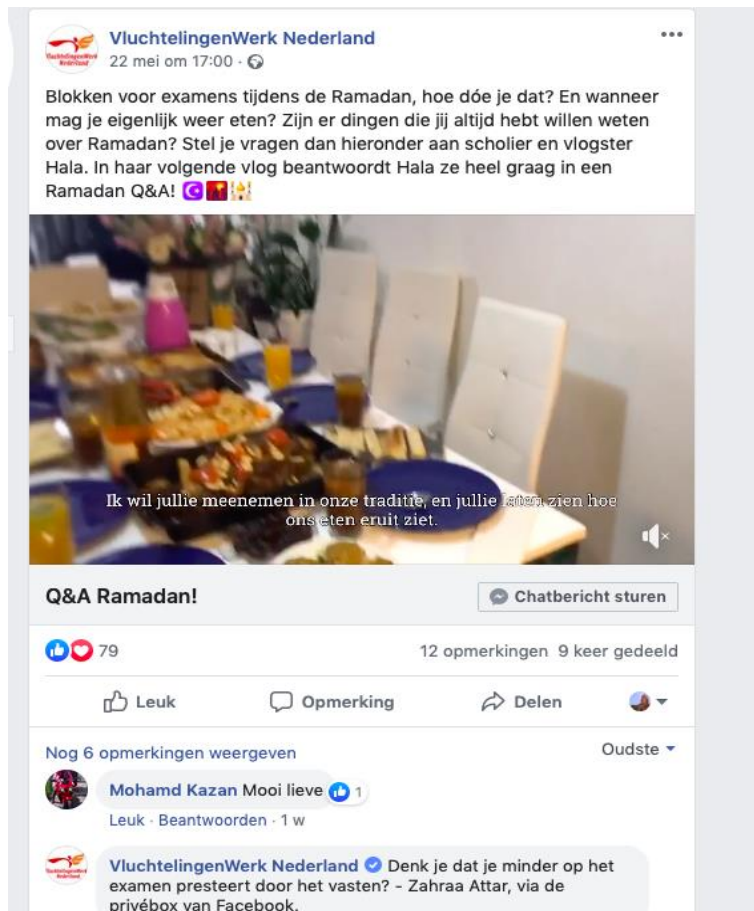 VluchtelingenWerk Nederland
22 mei om 17:00 ·
Blokken voor examens tijdens de Ramadan, hoe dóe je dat? En wanneer
mag je eigenlijk weer eten? Zijn er dingen die jij altijd hebt willen weten
over Ramadan? Stel je vragen dan hieronder aan scholier en vlogster
Hala. In haar volgende vlog beantwoordt Hala ze heel graag in een
Ramadan Q&A!
Ik wil jullie meenemen in onze traditie, en jullie laten zien hoe
ons eten eruit ziet.
Q&A Ramadan!
Chatbericht sturen
79
12 opmerkingen 9 keer gedeeld
Leuk
Opmerking
Delen
Nog 6 opmerkingen weergeven
Oudste
Mohamd Kazan Mooi lieve 1
Leuk · Beantwoorden · 1 w
VluchtelingenWerk Nederland Denk je dat je minder op het
examen presteert door het vasten? - Zahraa Attar, via de
privébox van Facebook.